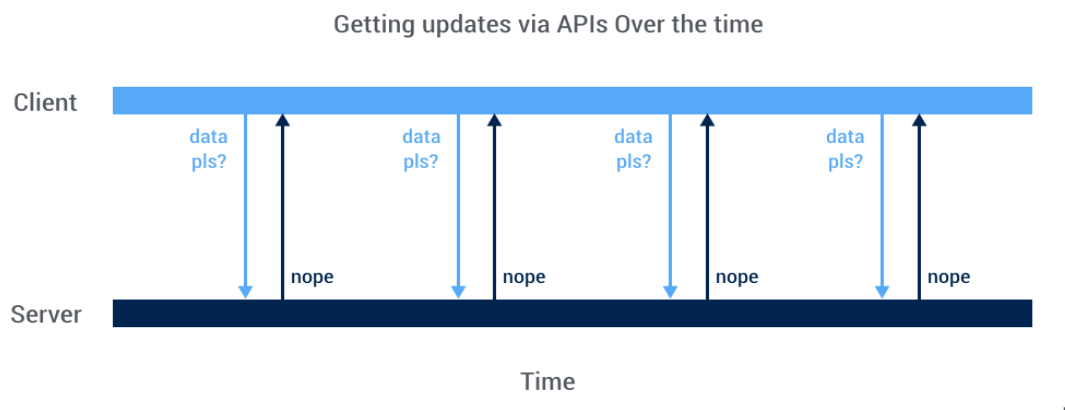 Getting updates via APIs Over the time
Client
data
pls?
data
pls?
data
pls?
data
pls?
nope
nope
nope
nope
Server
Time